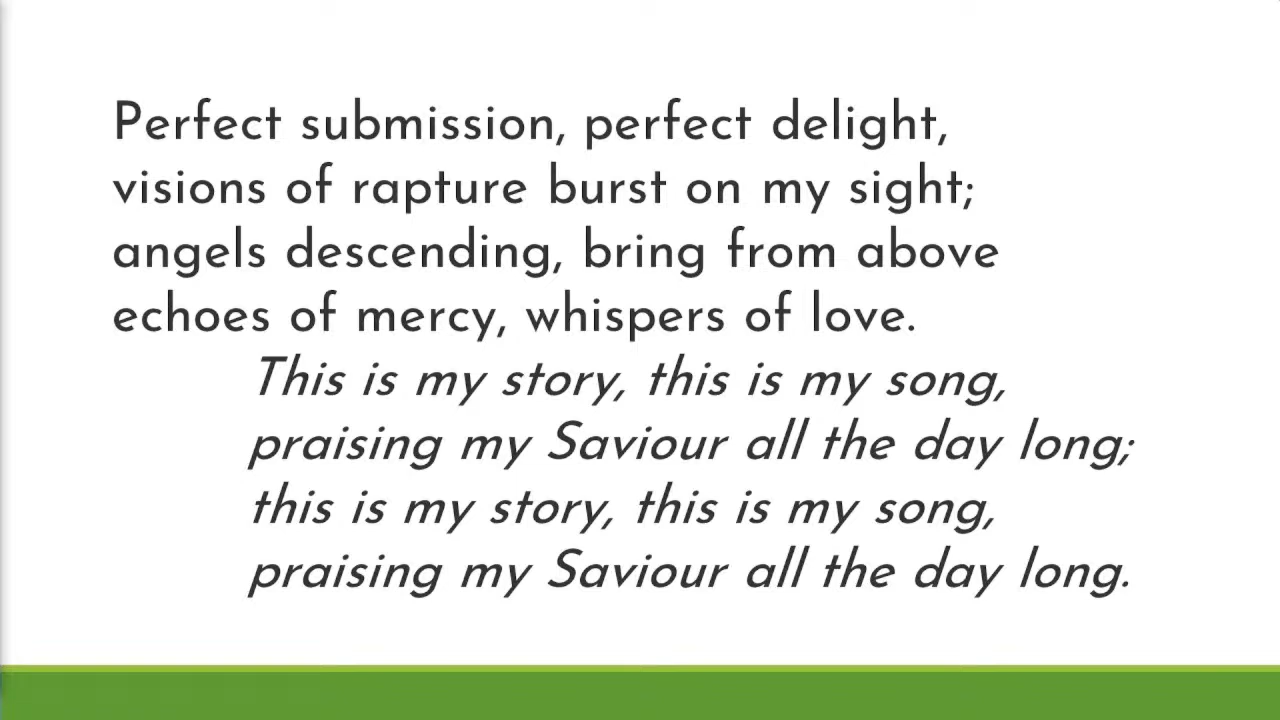 Perfect submission, perfect delight,
visions of rapture burst on my sight;
angels descending, bring from above
echoes of mercy, whispers of love.
This is my story, this is my song,
praising my Saviour all the day long;
this is my story, this is my song,
praising my Saviour all the day long.